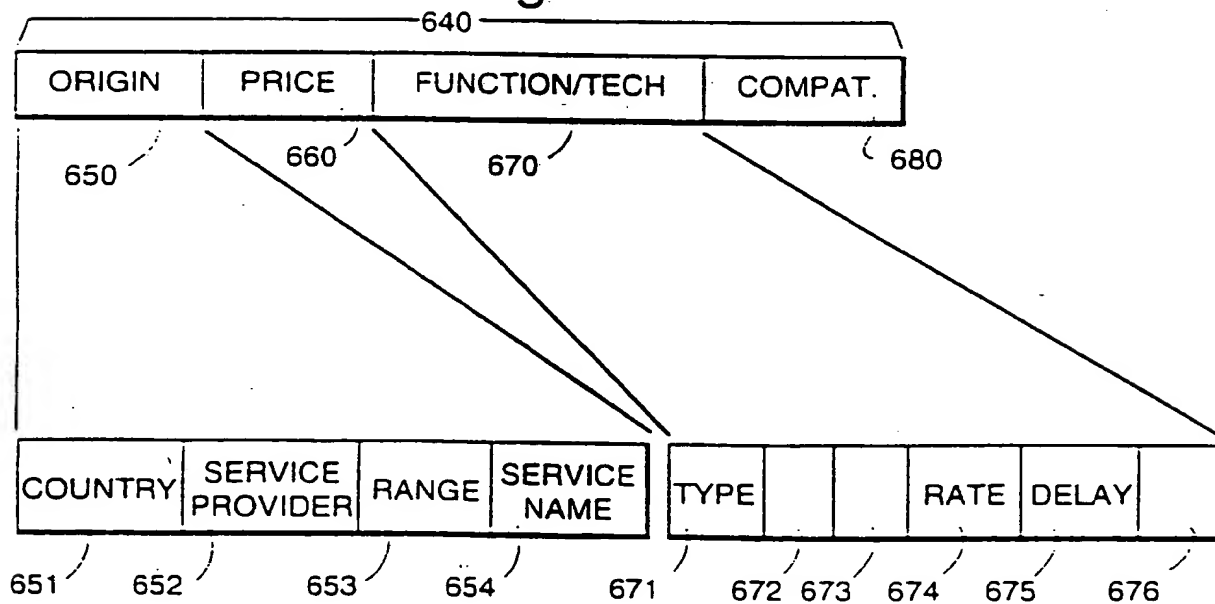 640
ORIGIN PRICE FUNCTION/TECH COMPAT.
650 660 670 680
COUNTRY SERVICE PROVIDER RANGE SERVICE NAME TYPE RATE DELAY
651 652 653 654 671 672 673 674 675 676